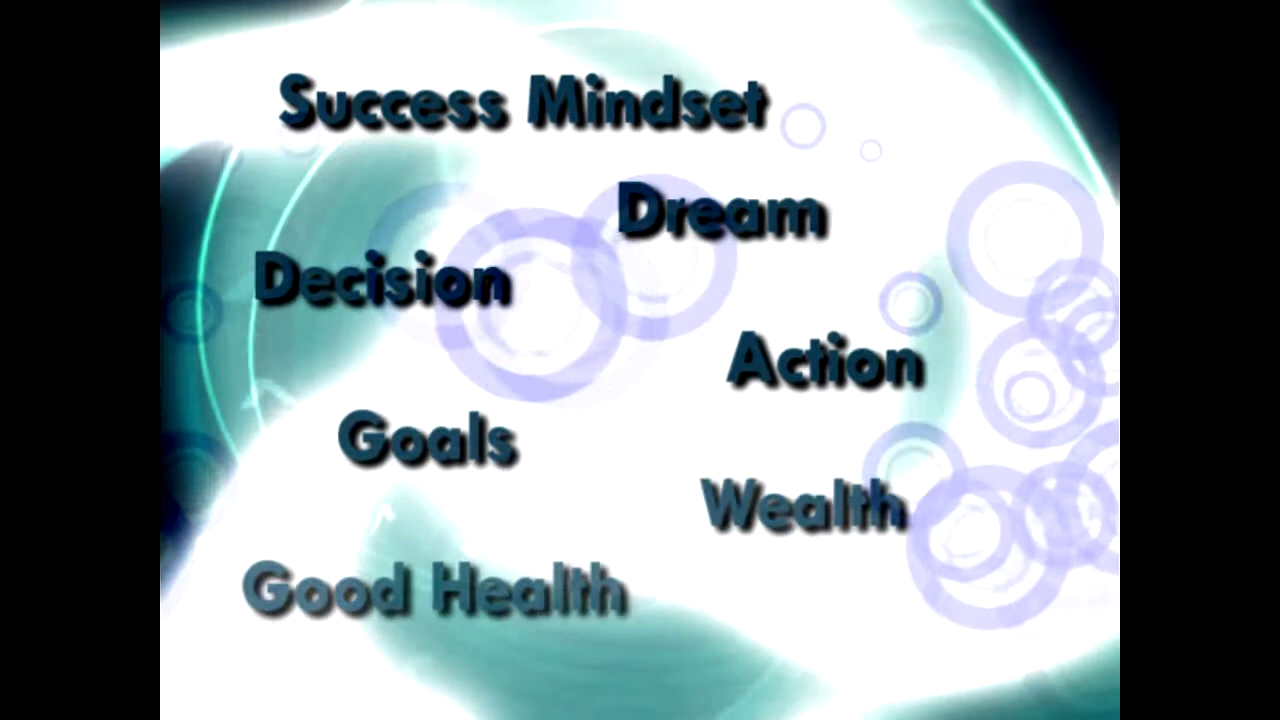 Success Mindset
Dream
Decision
Action
Goals
Wealth
Good Health